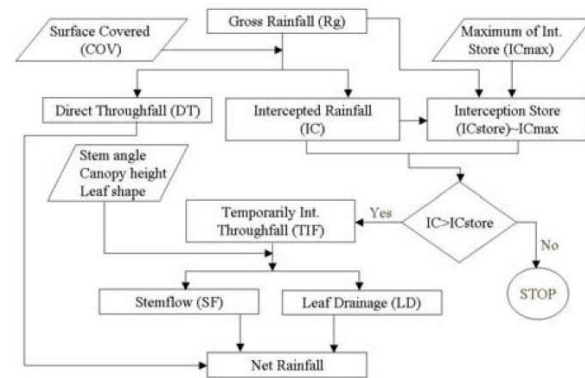 Gross Rainfall (Rg)
Surface Covered
(COV)
Maximum of Int.
Store (ICmax)
Direct Throughfall (DT)
Intercepted Rainfall
(IC)
Interception Store
(ICstore)~ICmax
Stem angle
Canopy height
Leaf shape
Temporarily Int.
Throughfall (TIF)
Yes
IC>ICstore
No
STOP
Stemflow (SF)
Leaf Drainage (LD)
Net Rainfall